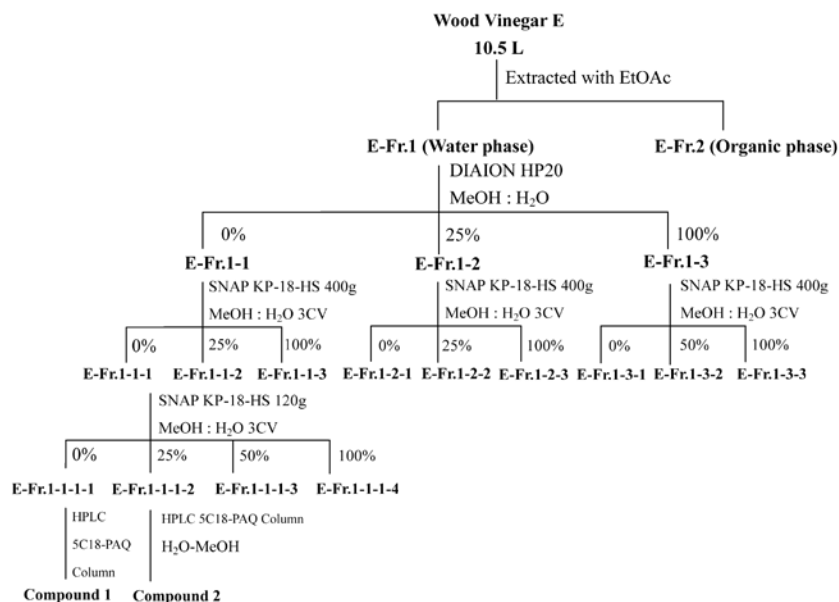 Wood Vinegar E
10.5 L
Extracted with EtOAc
E-Fr.1 (Water phase) E-Fr.2 (Organic phase)
DIAION HP20
MeOH : H₂O
0% 25% 100%
E-Fr.1-1 E-Fr.1-2 E-Fr.1-3
SNAP KP-18-HS 400g SNAP KP-18-HS 400g SNAP KP-18-HS 400g
MeOH : H₂O 3CV MeOH : H₂O 3CV MeOH : H₂O 3CV
0% 25% 100% 0% 25% 100% 0% 50% 100%
E-Fr.1-1-1 E-Fr.1-1-2 E-Fr.1-1-3 E-Fr.1-2-1 E-Fr.1-2-2 E-Fr.1-2-3 E-Fr.1-3-1 E-Fr.1-3-2 E-Fr.1-3-3
SNAP KP-18-HS 120g
MeOH : H₂O 3CV
0% 25% 50% 100%
E-Fr.1-1-1-1 E-Fr.1-1-1-2 E-Fr.1-1-1-3 E-Fr.1-1-1-4
HPLC HPLC 5C18-PAQ Column
5C18-PAQ H₂O-MeOH
Column
Compound 1 Compound 2